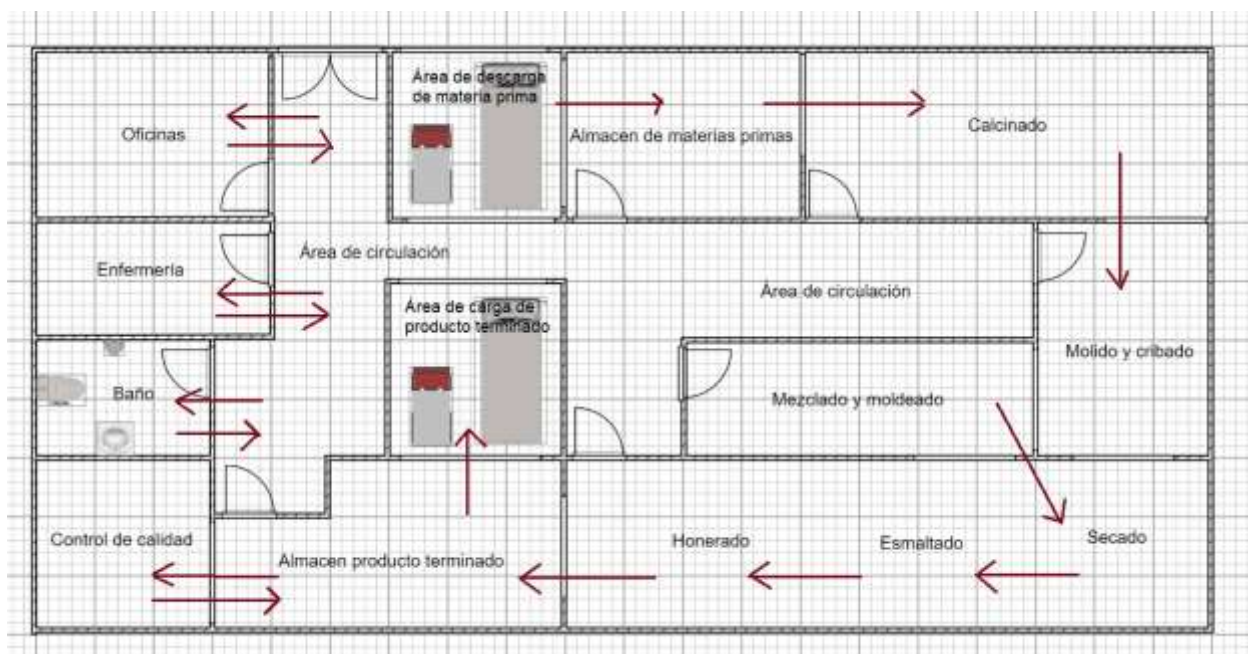 Área de descarga
de materia prima
Oficinas
Almacen de materias primas
Calcinado
Área de circulación
Enfermería
Área de circulación
Área de carga de
producto terminado
Molido y cribado
Baño
Mezclado y moldeado
Control de calidad
Almacen producto terminado
Honerado
Esmaltado
Secado